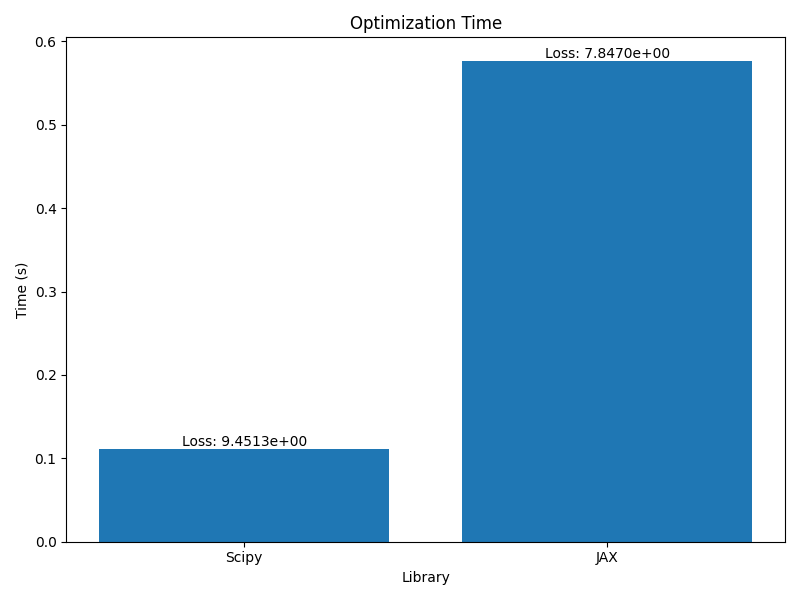 Optimization Time
Loss: 7.8470e+00
Loss: 9.4513e+00
0.6
0.5
0.4
0.3
0.2
0.1
0.0
Time (s)
Scipy
JAX
Library